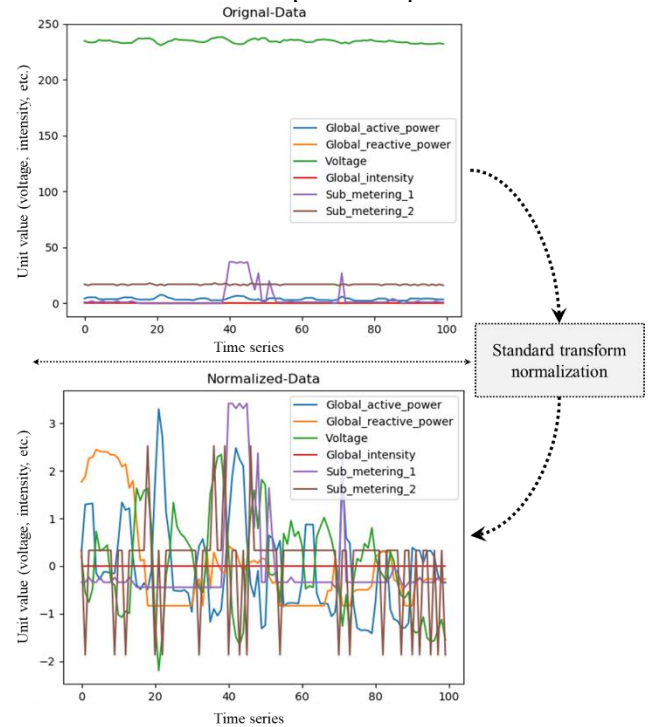 Orignal-Data
Unit value (voltage, intensity, etc.)
250
200
150
100
50
0
Global_active_power
Global_reactive_power
Voltage
Global_intensity
Sub_metering_1
Sub_metering_2
0
20
40
60
80
100
Time series
Standard transform
normalization
Normalized-Data
Unit value (voltage, intensity, etc.)
3
2
1
0
−1
−2
Global_active_power
Global_reactive_power
Voltage
Global_intensity
Sub_metering_1
Sub_metering_2
0
20
40
60
80
100
Time series